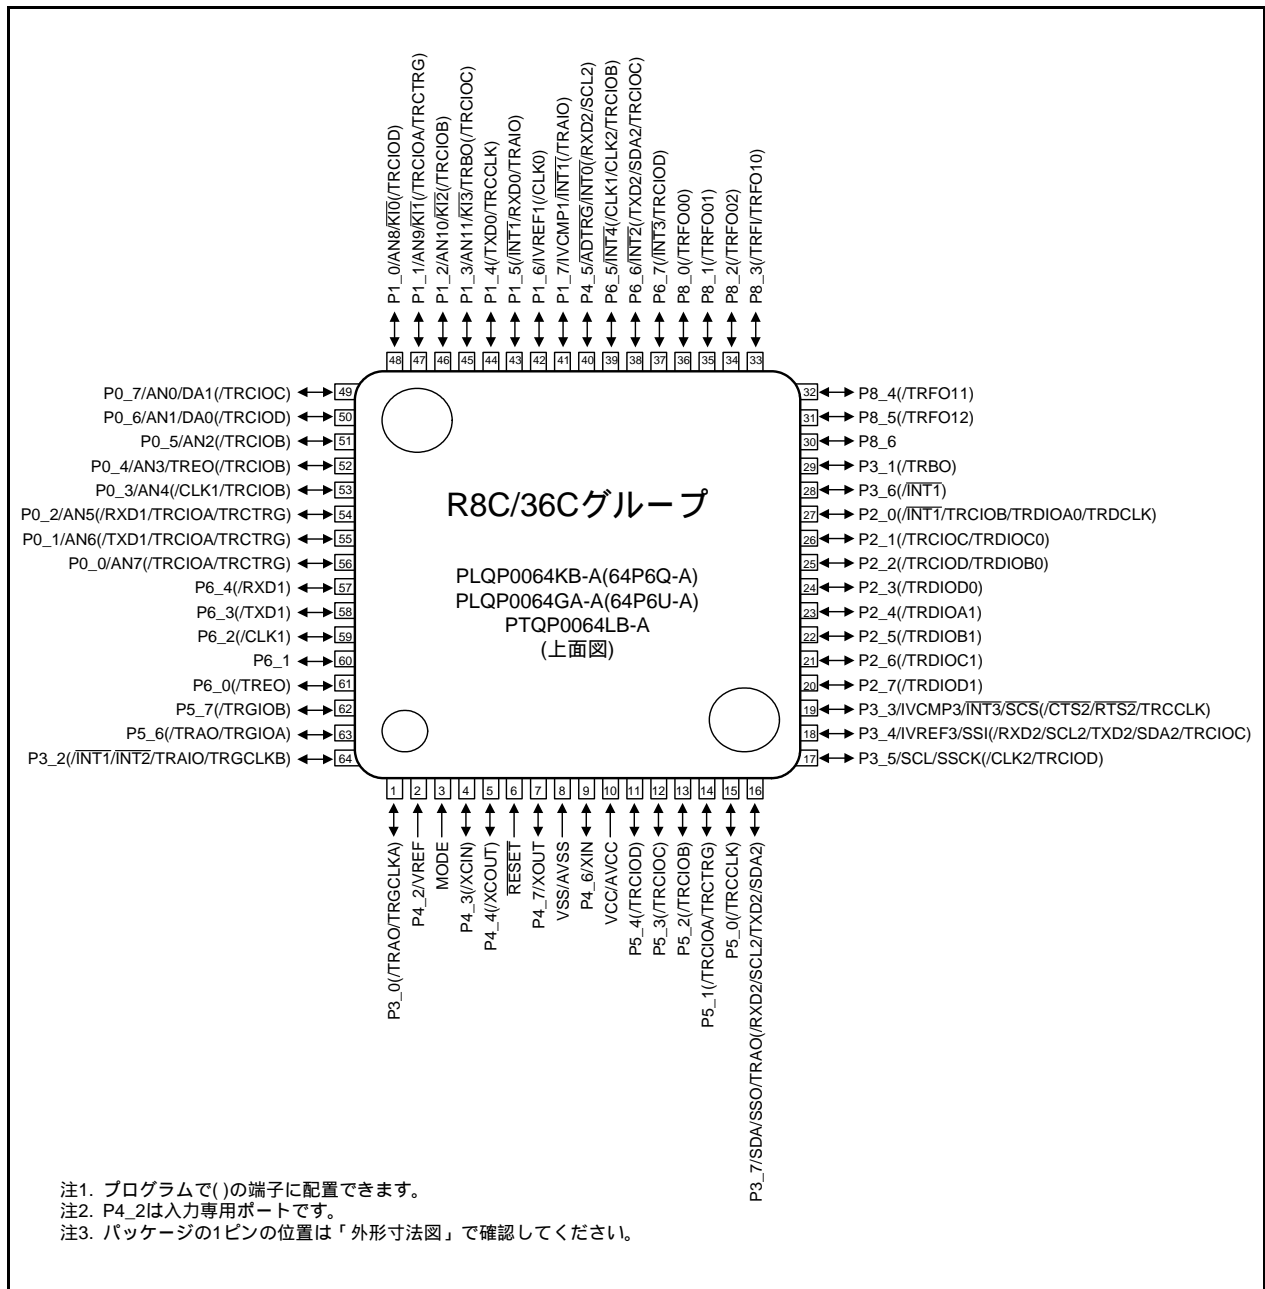 P1_0/AN8/KI0(/TRCIOD)
P1_1/AN9/KI1(/TRCIOA/TRCTRG)
P1_2/AN10/KI2(/TRCIOB)
P1_3/AN11/KI3/TRBO(/TRCIOC)
P1_4(/TXD0/TRCCLK)
P1_5(/INT1/RXD0/TRAIO)
P1_6/IVREF1(/CLK0)
P1_7/IVCMP1/INT1(/TRAIO)
P4_5/ADTRG/INT0(/RXD2/SCL2)
P6_5/INT4(/CLK1/CLK2/TRCIOB)
P6_6/INT2(/TXD2/SDA2/TRCIOC)
P6_7(/INT3/TRCIOD)
P8_0(/TRFO00)
P8_1(/TRFO01)
P8_2(/TRFO02)
P8_3(/TRFI/TRFO10)
48 47 46 45 44 43 42 41 40 39 38 37 36 35 34 33
P0_7/AN0/DA1(/TRCIOC) 49
P0_6/AN1/DA0(/TRCIOD) 50
P0_5/AN2(/TRCIOB) 51
P0_4/AN3/TREO(/TRCIOB) 52
P0_3/AN4(/CLK1/TRCIOB) 53
P0_2/AN5(/RXD1/TRCIOA/TRCTRG) 54
P0_1/AN6(/TXD1/TRCIOA/TRCTRG) 55
P0_0/AN7(/TRCIOA/TRCTRG) 56
P6_4(/RXD1) 57
P6_3(/TXD1) 58
P6_2(/CLK1) 59
P6_1 60
P6_0(/TREO) 61
P5_7(/TRGIOB) 62
P5_6(/TRAO/TRGIOA) 63
P3_2(/INT1/INT2/TRAIO/TRGCLKB) 64
R8C/36Cグループ
PLQP0064KB-A(64P6Q-A)
PLQP0064GA-A(64P6U-A)
PTQP0064LB-A
(上面図)
32 P8_4(/TRFO11)
31 P8_5(/TRFO12)
30 P8_6
29 P3_1(/TRBO)
28 P3_6(/INT1)
27 P2_0(/INT1/TRCIOB/TRDIOA0/TRDCLK)
26 P2_1(/TRCIOC/TRDIOC0)
25 P2_2(/TRCIOD/TRDIOB0)
24 P2_3(/TRDIOD0)
23 P2_4(/TRDIOA1)
22 P2_5(/TRDIOB1)
21 P2_6(/TRDIOC1)
20 P2_7(/TRDIOD1)
19 P3_3/IVCMP3/INT3/SCS(/CTS2/RTS2/TRCCLK)
18 P3_4/IVREF3/SSI(/RXD2/SCL2/TXD2/SDA2/TRCIOC)
17 P3_5/SCL/SSCK(/CLK2/TRCIOD)
1 2 3 4 5 6 7 8 9 10 11 12 13 14 15 16
P3_0(/TRAO/TRGCLKA)
P4_2/VREF
MODE
P4_3(/XCIN)
P4_4(/XCOUT)
RESET
P4_7/XOUT
VSS/AVSS
P4_6/XIN
VCC/AVCC
P5_4(/TRCIOD)
P5_3(/TRCIOC)
P5_2(/TRCIOB)
P5_1(/TRCIOA/TRCTRG)
P5_0(/TRCCLK)
P3_7/SDA/SSO/TRAO(/RXD2/SCL2/TXD2/SDA2)
注1. プログラムで( )の端子に配置できます。
注2. P4_2は入力専用ポートです。
注3. パッケージの1ピンの位置は「外形寸法図」で確認してください。